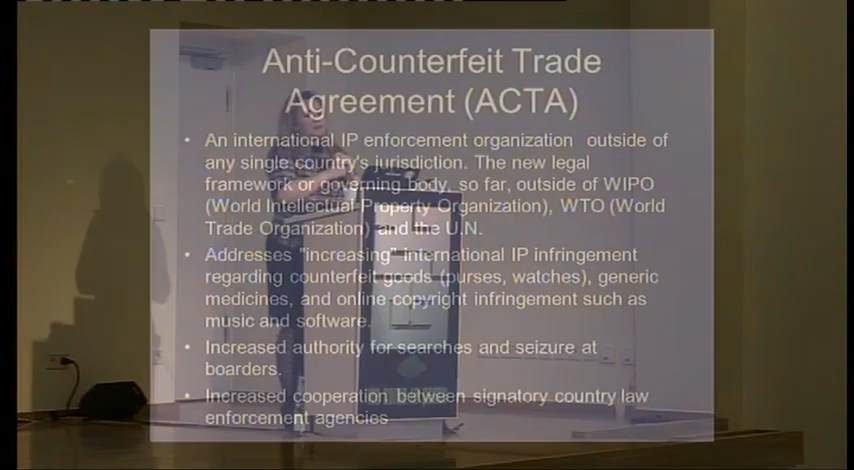 Anti-Counterfeit Trade
Agreement (ACTA)
• An international IP enforcement organization outside of
any single country's jurisdiction. The new legal
framework or governing body, so far, outside of WIPO
(World Intellectual Property Organization), WTO (World
Trade Organization) and the U.N.
• Addresses "increasing" international IP infringement
regarding counterfeit goods (purses, watches), generic
medicines, and online copyright infringement such as
music and software.
• Increased authority for searches and seizure at
boarders.
• Increased cooperation between signatory country law
enforcement agencies